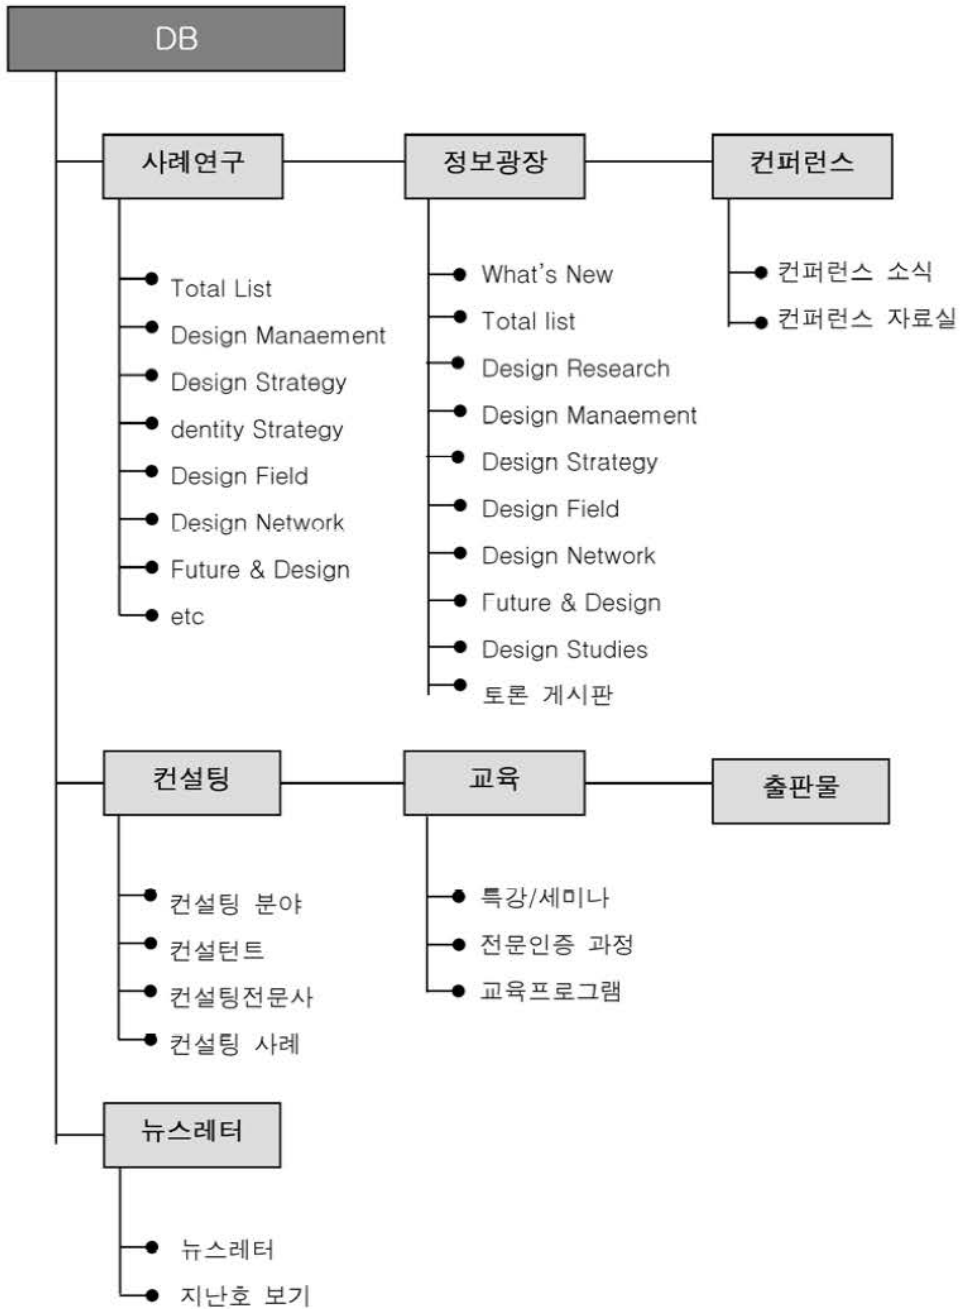 DB
사례연구
Total List
Design Manaement
Design Strategy
dentity Strategy
Design Field
Design Network
Future & Design
etc
정보광장
What's New
Total list
Design Research
Design Manaement
Design Strategy
Design Field
Design Network
Future & Design
Design Studies
토론 게시판
컨퍼런스
컨퍼런스 소식
컨퍼런스 자료실
컨설팅
컨설팅 분야
컨설턴트
컨설팅전문사
컨설팅 사례
교육
특강/세미나
전문인증 과정
교육프로그램
출판물
뉴스레터
뉴스레터
지난호 보기